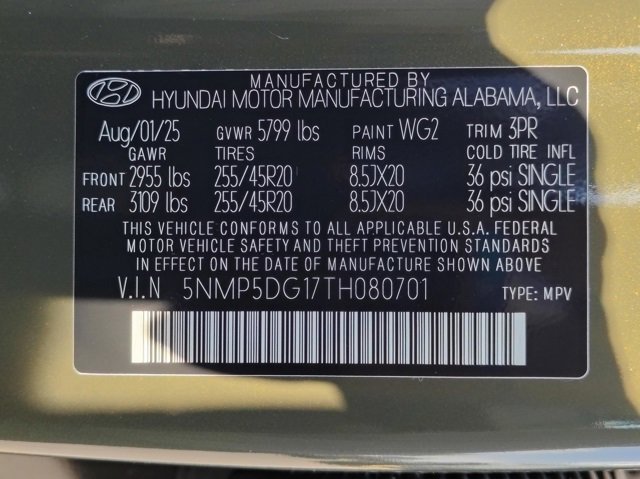 MANUFACTURED BY
HYUNDAI MOTOR MANUFACTURING ALABAMA, LLC
Aug/01/25 GVWR 5799 lbs PAINT WG2 TRIM 3PR
GAWR TIRES RIMS COLD TIRE INFL
FRONT 2955 lbs 255/45R20 8.5JX20 36 psi SINGLE
REAR 3109 lbs 255/45R20 8.5JX20 36 psi SINGLE
THIS VEHICLE CONFORMS TO ALL APPLICABLE U.S.A. FEDERAL
MOTOR VEHICLE SAFETY AND THEFT PREVENTION STANDARDS
IN EFFECT ON THE DATE OF MANUFACTURE SHOWN ABOVE.
V.I.N 5NMP5DG17TH080701 TYPE: MPV